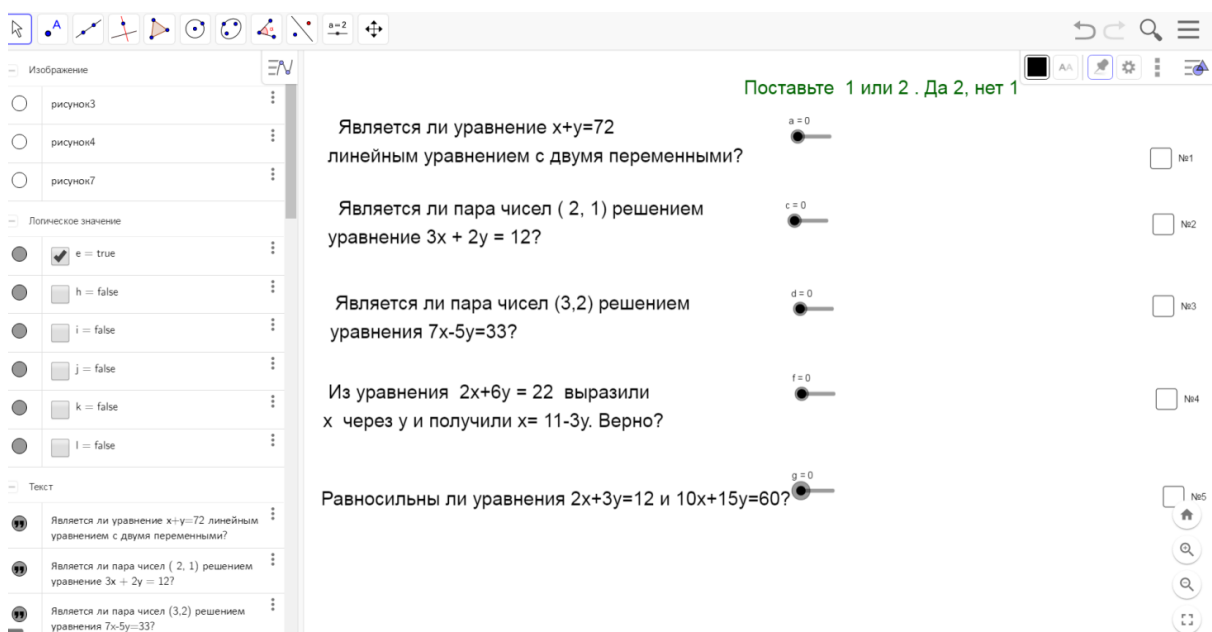 A
a=2
Изображение
рисунок3
рисунок4
рисунок7
Логическое значение
e = true
h = false
i = false
j = false
k = false
l = false
Текст
Является ли уравнение x+y=72 линейным
уравнением с двумя переменными?
Является ли пара чисел ( 2, 1) решением
уравнение 3x + 2y = 12?
Является ли пара чисел (3,2) решением
уравнения 7x-5y=33?
AA
Поставьте 1 или 2 . Да 2, нет 1
Является ли уравнение x+y=72
линейным уравнением с двумя переменными?
a = 0
№1
Является ли пара чисел ( 2, 1) решением
уравнение 3x + 2y = 12?
c = 0
№2
Является ли пара чисел (3,2) решением
уравнения 7x-5y=33?
d = 0
№3
Из уравнения 2x+6y = 22 выразили
x через y и получили x= 11-3y. Верно?
f = 0
№4
Равносильны ли уравнения 2x+3y=12 и 10x+15y=60?
g = 0
№5